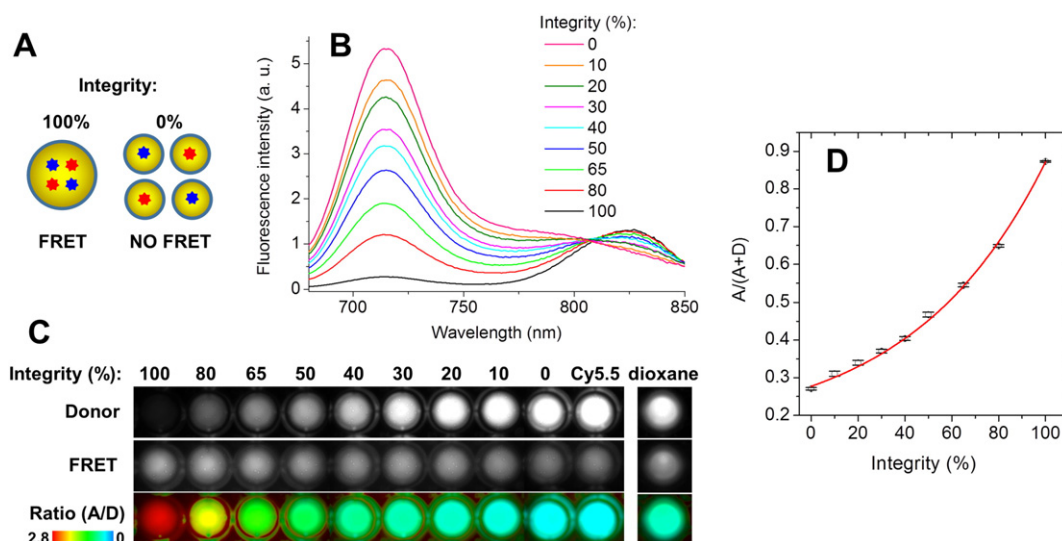 A
Integrity:
100% 0%
FRET NO FRET
B
Integrity (%):
0
10
20
30
40
50
65
80
100
Fluorescence intensity (a. u.)
5
4
3
2
1
0
700 750 800 850
Wavelength (nm)
C
Integrity (%): 100 80 65 50 40 30 20 10 0 Cy5.5 dioxane
Donor
FRET
Ratio (A/D)
2.8 0
D
A/(A+D)
0.9
0.8
0.7
0.6
0.5
0.4
0.3
0.2
0 20 40 60 80 100
Integrity (%)